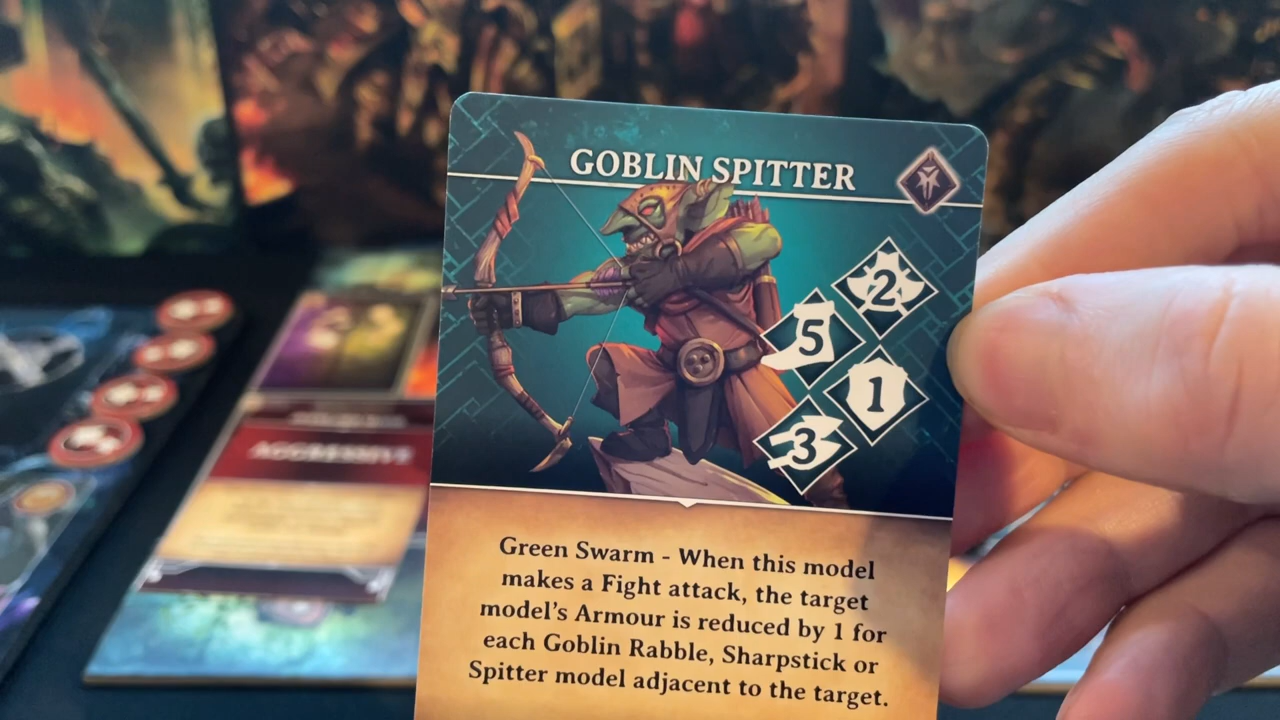 GOBLIN SPITTER
2
5
1
3
AGGRESSIVE
Green Swarm - When this model
makes a Fight attack, the target
model's Armour is reduced by 1 for
each Goblin Rabble, Sharpstick or
Spitter model adjacent to the target.